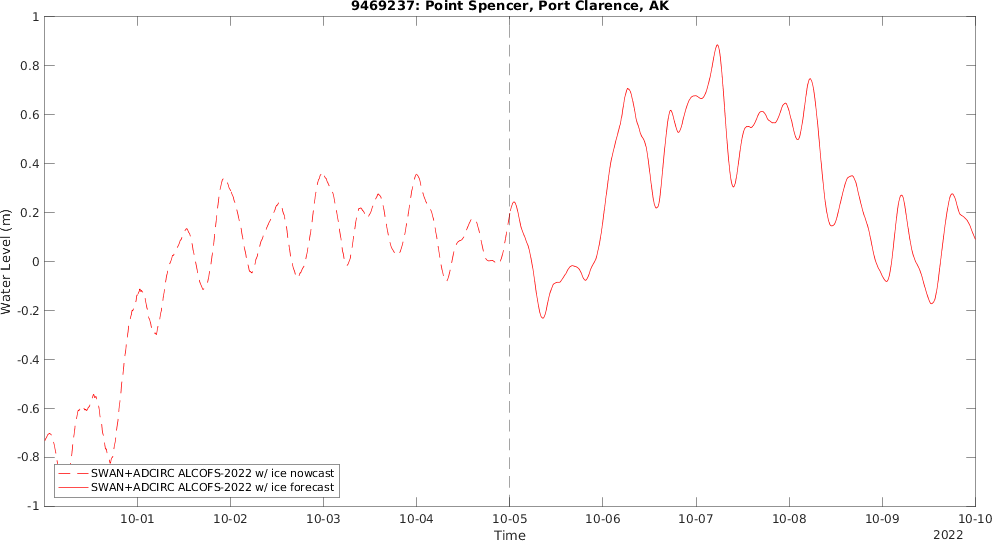 9469237: Point Spencer, Port Clarence, AK
1
0.8
0.6
0.4
0.2
0
-0.2
-0.4
-0.6
-0.8
-1
Water Level (m)
SWAN+ADCIRC ALCOFS-2022 w/ ice nowcast
SWAN+ADCIRC ALCOFS-2022 w/ ice forecast
10-01 10-02 10-03 10-04 10-05 10-06 10-07 10-08 10-09 10-10
Time
2022